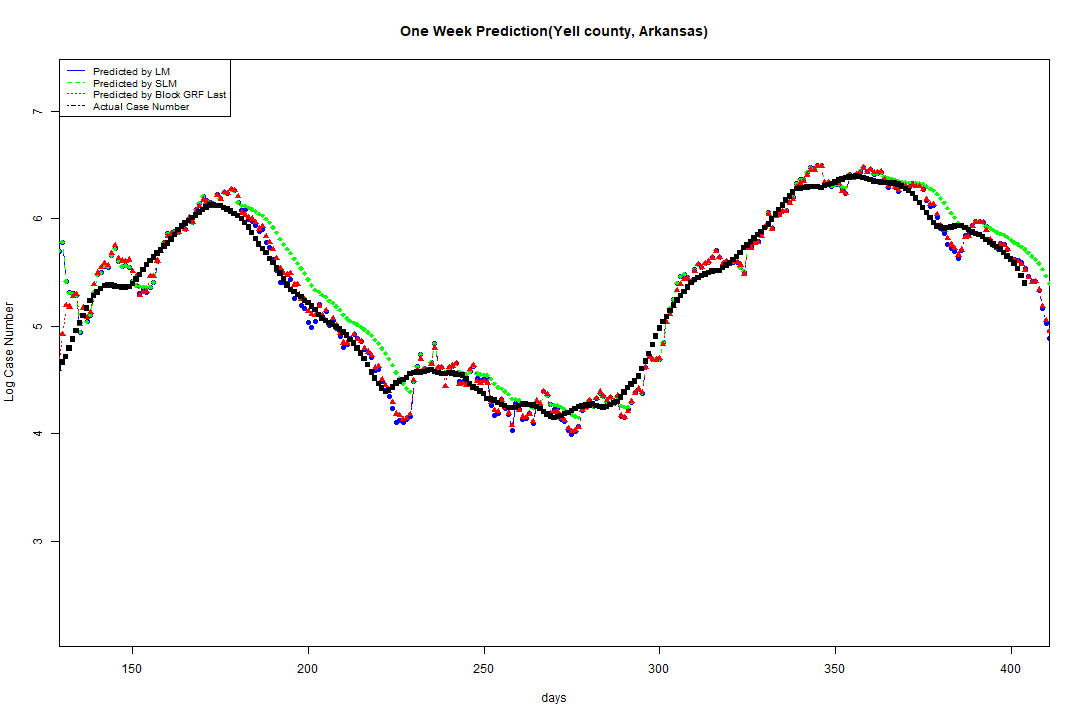 One Week Prediction(Yell county, Arkansas)
Predicted by LM
Predicted by SLM
Predicted by Block GRF Last
Actual Case Number
7
6
5
4
3
Log Case Number
150 200 250 300 350 400
days